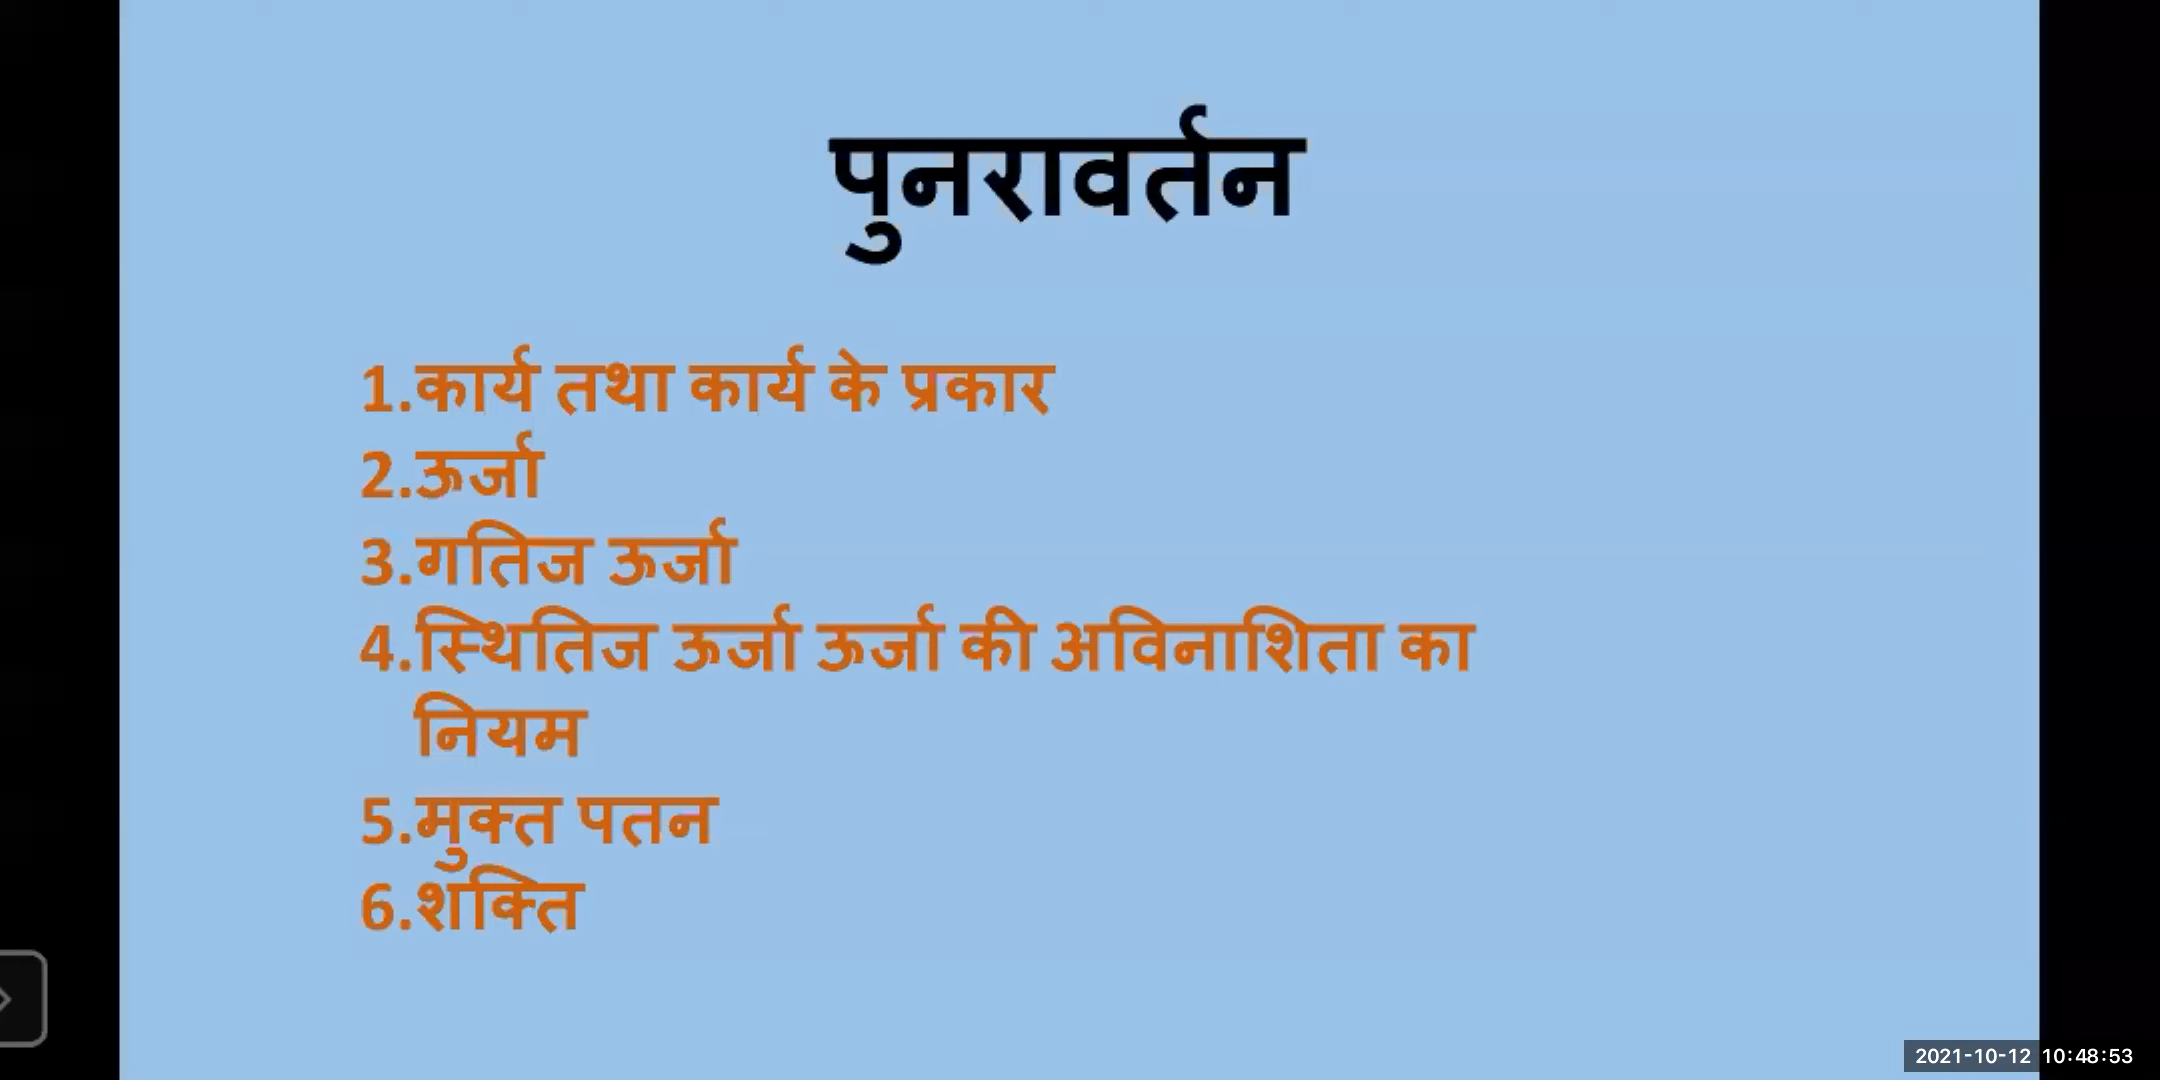 पुनरावर्तन
1.कार्य तथा कार्य के प्रकार
2.ऊर्जा
3.गतिज ऊर्जा
4.स्थितिज ऊर्जा ऊर्जा की अविनाशिता का
नियम
5.मुक्त पतन
6.शक्ति
2021-10-12 10:48:53